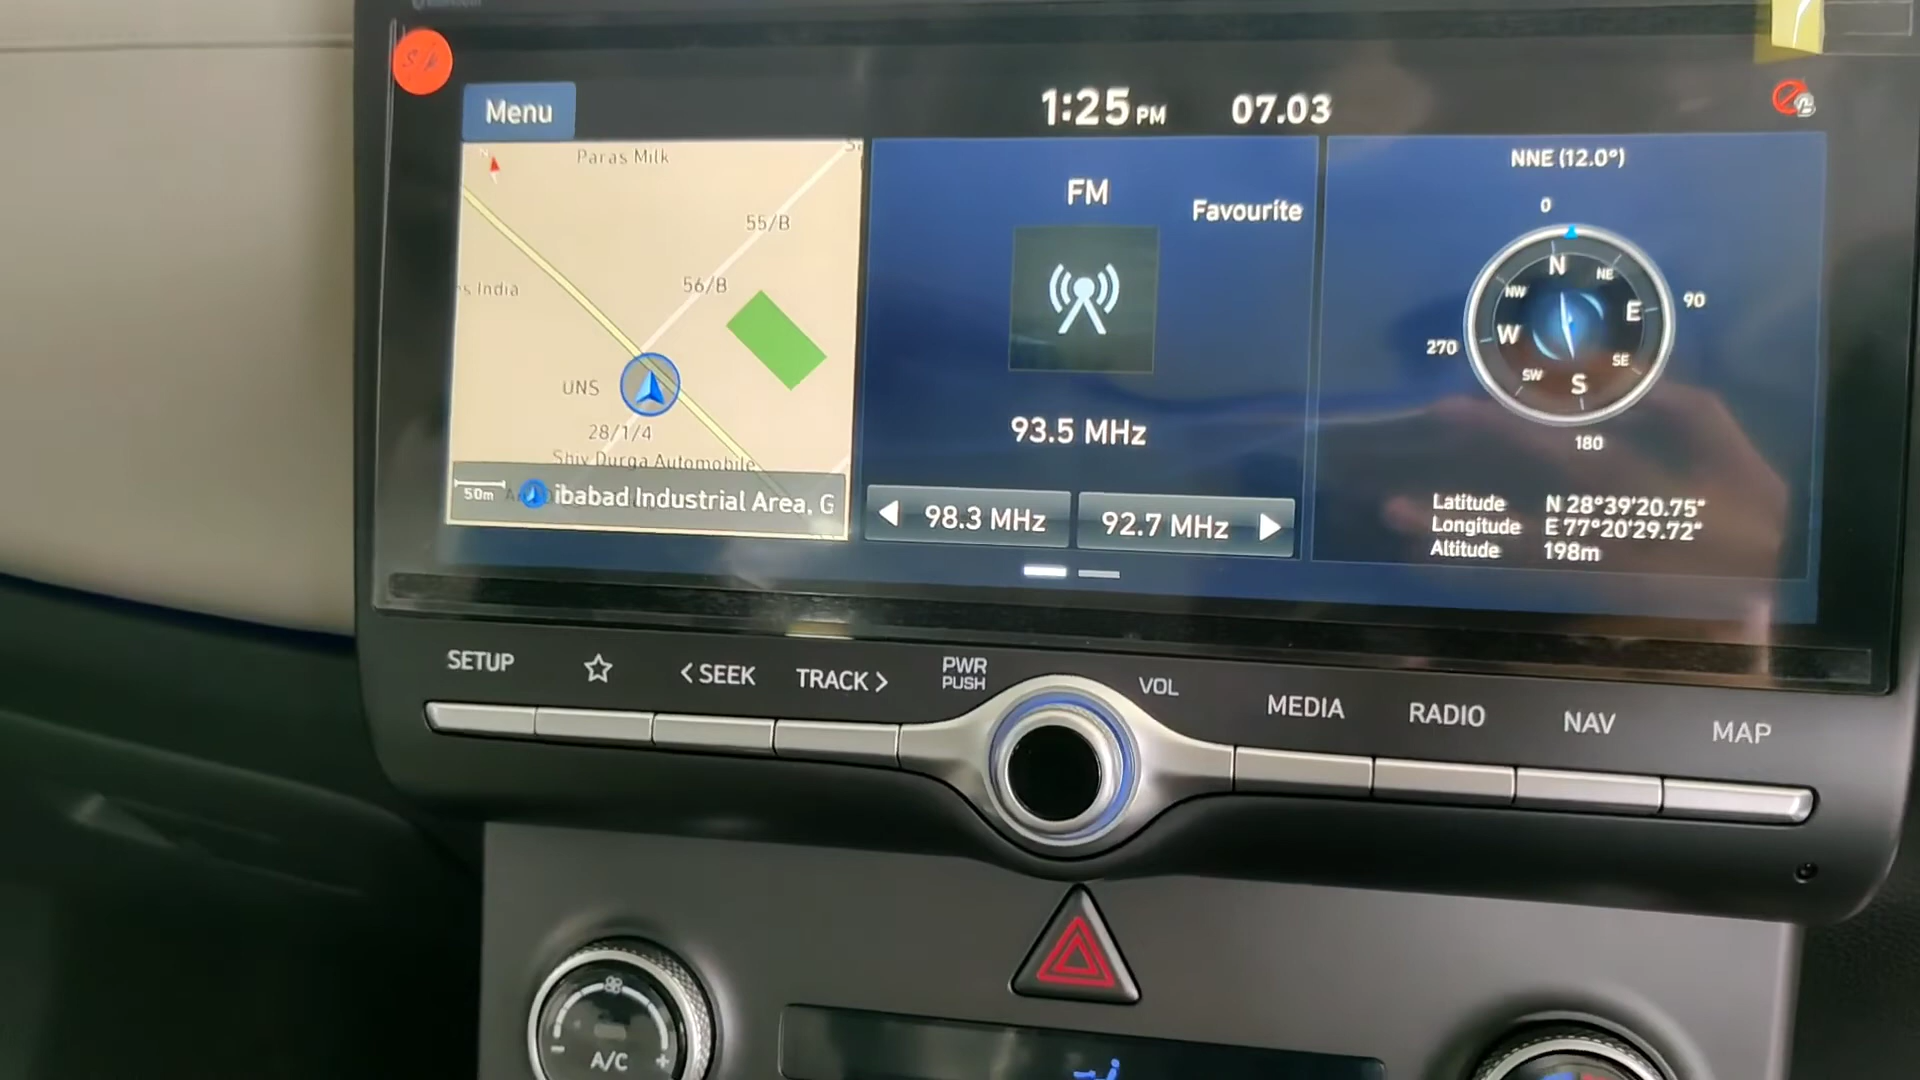 Menu
1:25 PM
07.03
Paras Milk
55/B
56/B
s India
UNS
28/1/4
Shiv Durga Automobile
50m
ibabad Industrial Area, G
FM
Favourite
93.5 MHz
98.3 MHz
92.7 MHz
NNE (12.0°)
0
N
NE
NW
E
90
W
270
SE
SW
S
180
Latitude N 28°39'20.75"
Longitude E 77°20'29.72"
Altitude 198m
SETUP
< SEEK
TRACK >
PWR
PUSH
VOL
MEDIA
RADIO
NAV
MAP
A/C
- +